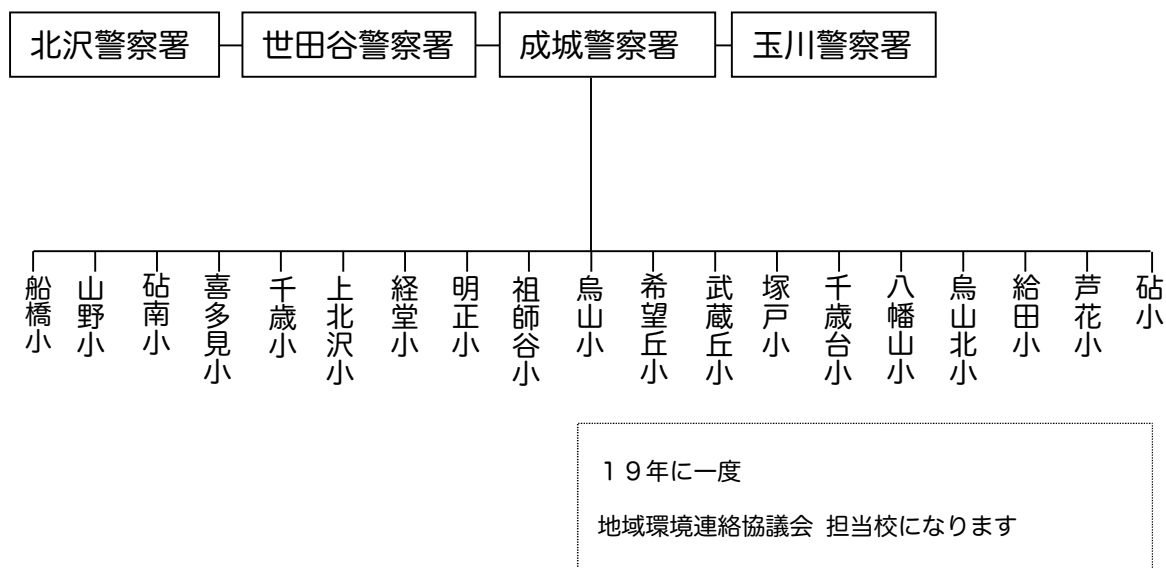 北沢警察署
世田谷警察署
成城警察署
玉川警察署
船橋小
山野小
砧南小
喜多見小
千歳小
上北沢小
経堂小
明正小
祖師谷小
烏山小
希望丘小
武蔵丘小
塚戸小
千歳台小
八幡山小
烏山北小
給田小
芦花小
砧小
１９年に一度
地域環境連絡協議会 担当校になります